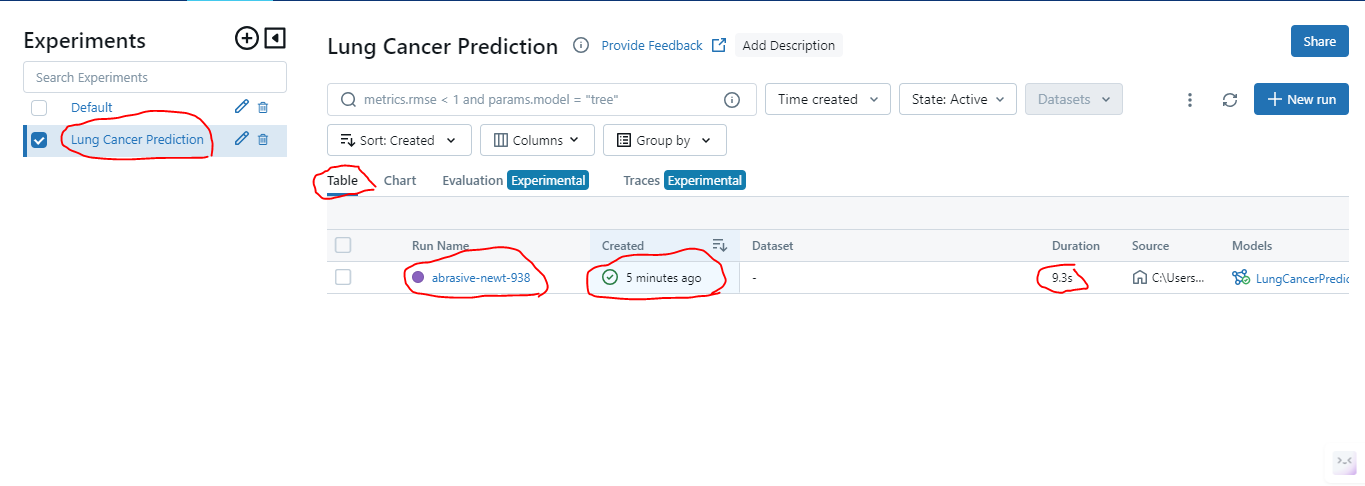 Experiments
Search Experiments
Default
Lung Cancer Prediction
Lung Cancer Prediction Provide Feedback Add Description
Share
metrics.rmse < 1 and params.model = "tree" Time created State: Active Datasets New run
Sort: Created Columns Group by
Table Chart Evaluation Experimental Traces Experimental
Run Name Created Dataset Duration Source Models
abrasive-newt-938 5 minutes ago - 9.3s C:\Users... LungCancerPredic